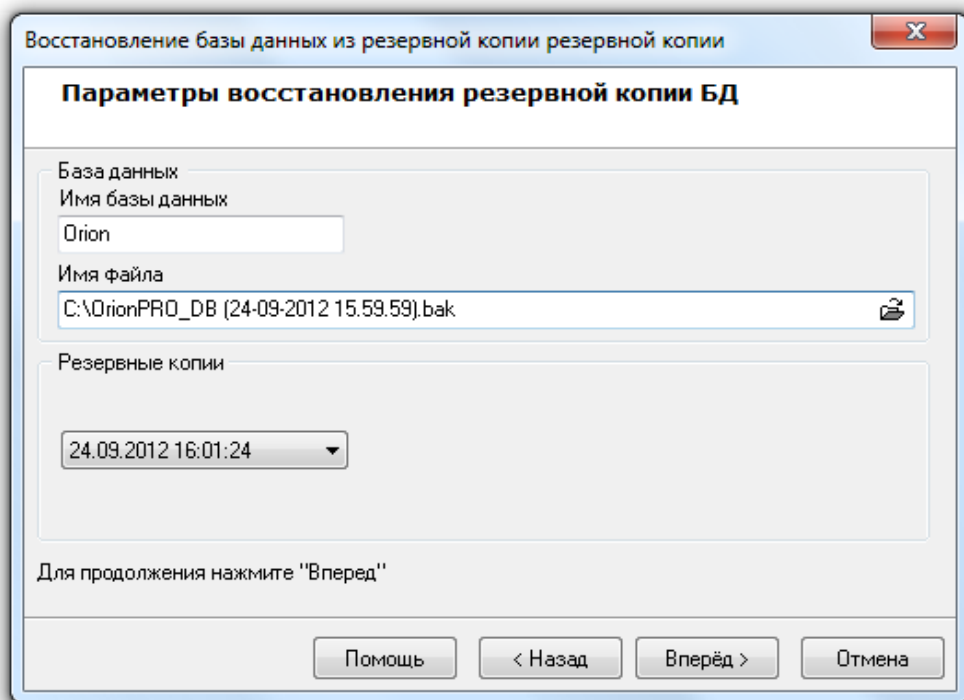 Восстановление базы данных из резервной копии резервной копии
Параметры восстановления резервной копии БД
База данных
Имя базы данных
Orion
Имя файла
C:\OrionPRO_DB (24-09-2012 15.59.59).bak
Резервные копии
24.09.2012 16:01:24
Для продолжения нажмите "Вперед"
Помощь
< Назад
Вперёд >
Отмена